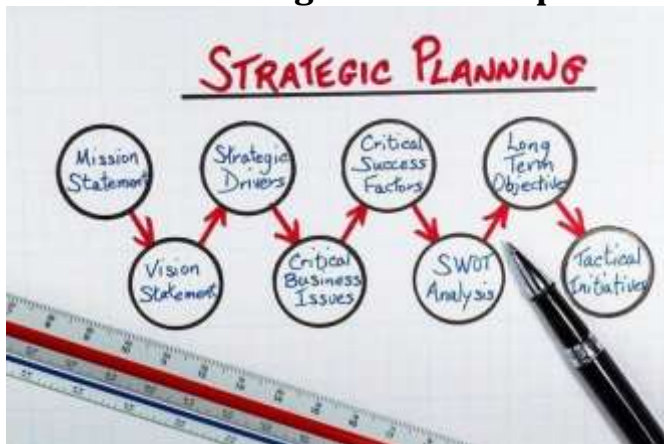 STRATEGIC PLANNING
Mission
Statement
Vision
Statement
Strategic
Drivers
Critical
Business
Issues
Critical
Success
Factors
SWOT
Analysis
Long
Term
Objective
Tactical
Initiatives